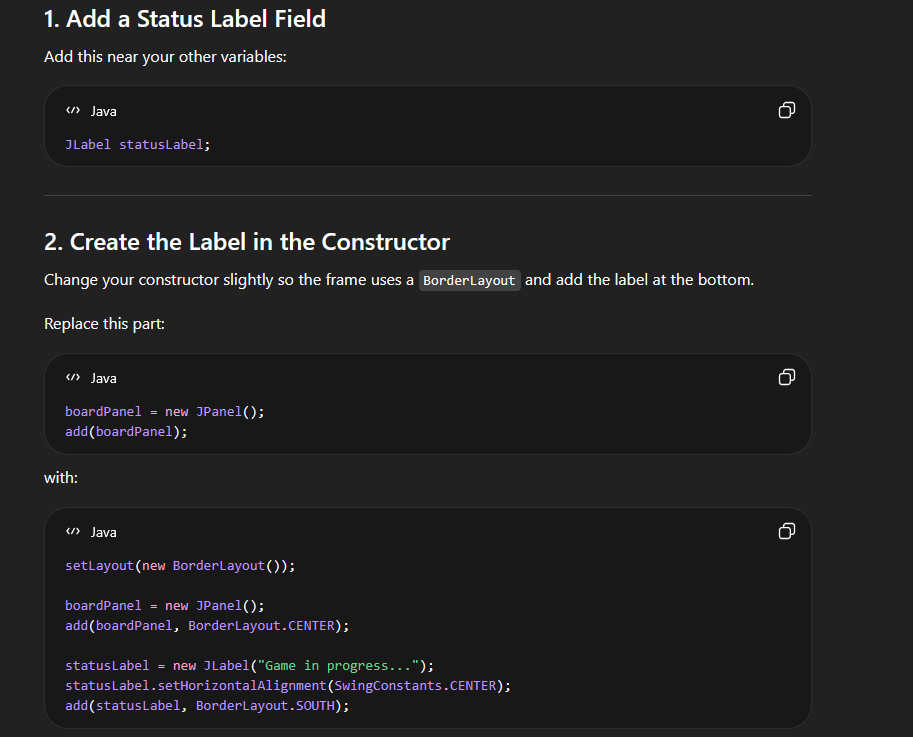 1. Add a Status Label Field
Add this near your other variables:
</> Java
JLabel statusLabel;
2. Create the Label in the Constructor
Change your constructor slightly so the frame uses a BorderLayout and add the label at the bottom.
Replace this part:
</> Java
boardPanel = new JPanel();
add(boardPanel);
with:
</> Java
setLayout(new BorderLayout());
boardPanel = new JPanel();
add(boardPanel, BorderLayout.CENTER);
statusLabel = new JLabel("Game in progress...");
statusLabel.setHorizontalAlignment(SwingConstants.CENTER);
add(statusLabel, BorderLayout.SOUTH);